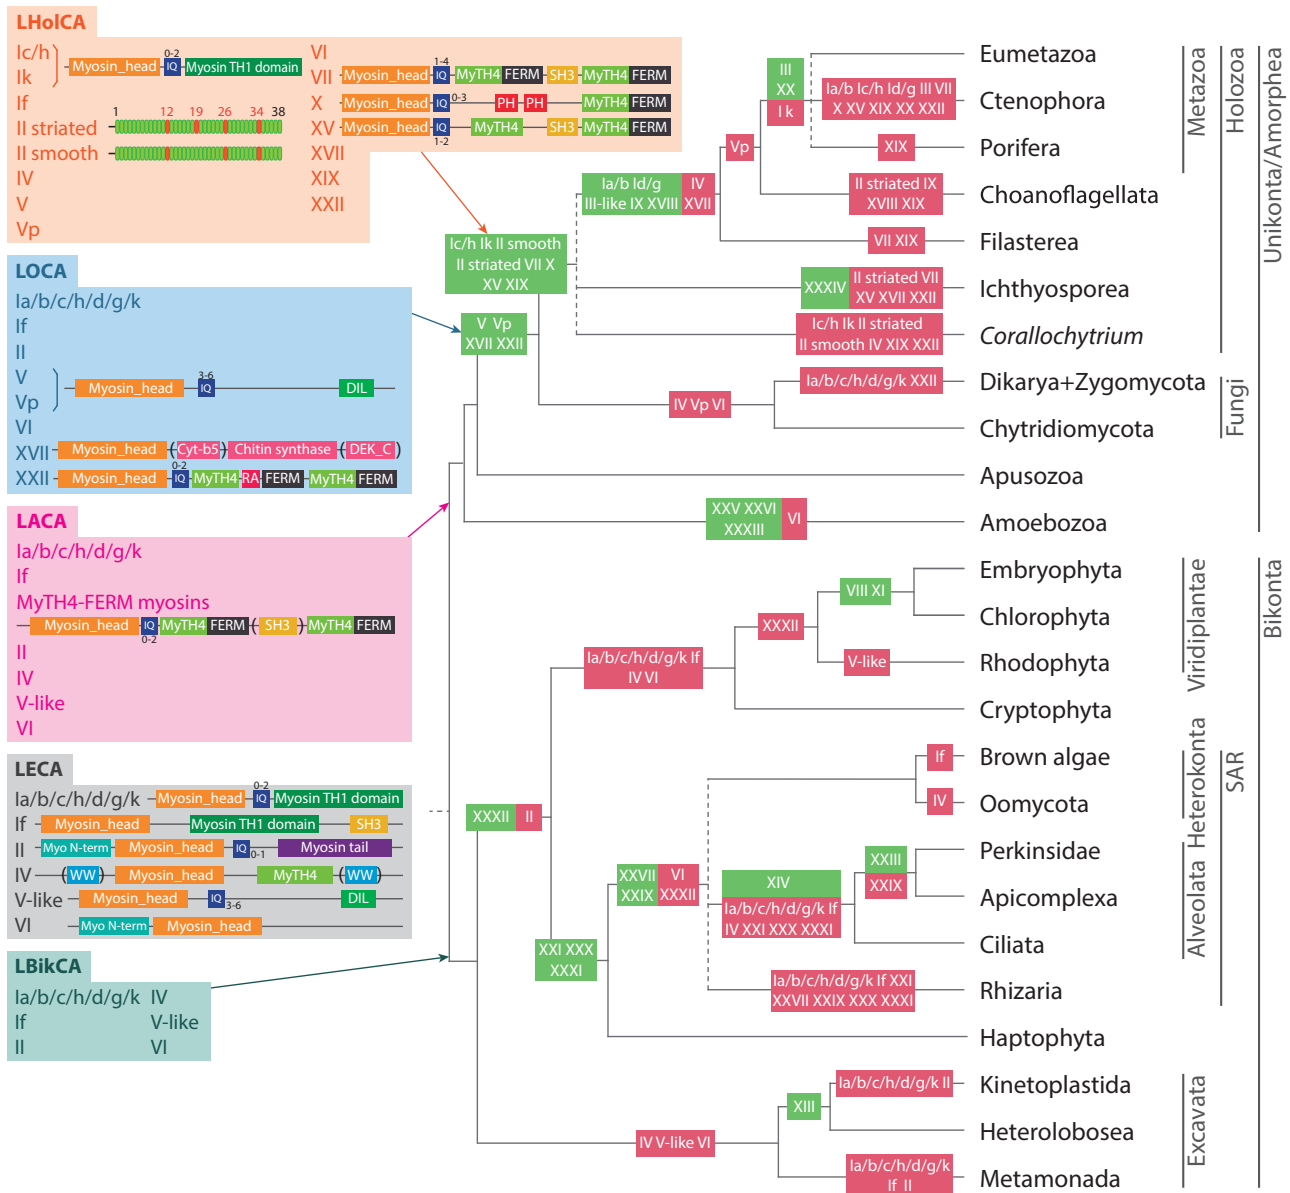 LHolCA
Ic/h
Ik
If
II striated
II smooth
IV
V
Vp
Myosin_head
0-2
IQ
Myosin TH1 domain
1 12 19 26 34 38
VI
VII
X
XV
XVII
XIX
XXII
Myosin_head 1-4 IQ MyTH4 FERM SH3 MyTH4 FERM
Myosin_head IQ 0-3 PH PH MyTH4 FERM
Myosin_head IQ 1-2 MyTH4 SH3 MyTH4 FERM
LOCA
Ia/b/c/h/d/g/k
If
II
V
Vp
Myosin_head 3-6 IQ DIL
VI
XVII Myosin_head (Cyt-b5) Chitin synthase (DEK_C)
XXII Myosin_head 0-2 IQ MyTH4 RA FERM MyTH4 FERM
LACA
Ia/b/c/h/d/g/k
If
MyTH4-FERM myosins
Myosin_head IQ 0-2 MyTH4 FERM (SH3) MyTH4 FERM
II
IV
V-like
VI
LECA
Ia/b/c/h/d/g/k Myosin_head 0-2 IQ Myosin TH1 domain
If Myosin_head Myosin TH1 domain SH3
II Myo N-term Myosin_head IQ 0-1 Myosin tail
IV (WW) Myosin_head MyTH4 (WW)
V-like Myosin_head IQ 3-6 DIL
VI Myo N-term Myosin_head
LBikCA
Ia/b/c/h/d/g/k IV
If V-like
II VI
Ic/h Ik II smooth
II striated VII X
XV XIX
V Vp
XVII XXII
Ia/b Id/g
III-like IX XVIII
IV
XVII
Vp
III
XX
I k
Ia/b Ic/h Id/g III VII
X XV XIX XX XXII
XIX
II striated IX
XVIII XIX
VII XIX
XXXIV
II striated VII
XV XVII XXII
Ic/h Ik II striated
II smooth IV XIX XXII
IV Vp VI
Ia/b/c/h/d/g/k XXII
XXV XXVI
XXXIII
VI
VIII XI
XXXII
V-like
Ia/b/c/h/d/g/k If
IV VI
XXXII
II
If
IV
XXVII
XXIX
VI
XXXII
XIV
Ia/b/c/h/d/g/k If
IV XXI XXX XXXI
XXIII
XXIX
XXI XXX
XXXI
Ia/b/c/h/d/g/k If XXI
XXVII XXIX XXX XXXI
Ia/b/c/h/d/g/k II
XIII
IV V-like VI
Ia/b/c/h/d/g/k
If II
Eumetazoa
Ctenophora
Porifera
Choanoflagellata
Filasterea
Ichthyosporea
Corallochytrium
Dikarya+Zygomycota
Chytridiomycota
Apusozoa
Amoebozoa
Embryophyta
Chlorophyta
Rhodophyta
Cryptophyta
Brown algae
Oomycota
Perkinsidae
Apicomplexa
Ciliata
Rhizaria
Haptophyta
Kinetoplastida
Heterolobosea
Metamonada
Metazoa
Holozoa
Unikonta/Amorphea
Fungi
Viridiplantae
Bikonta
Heterokonta
SAR
Alveolata
Excavata